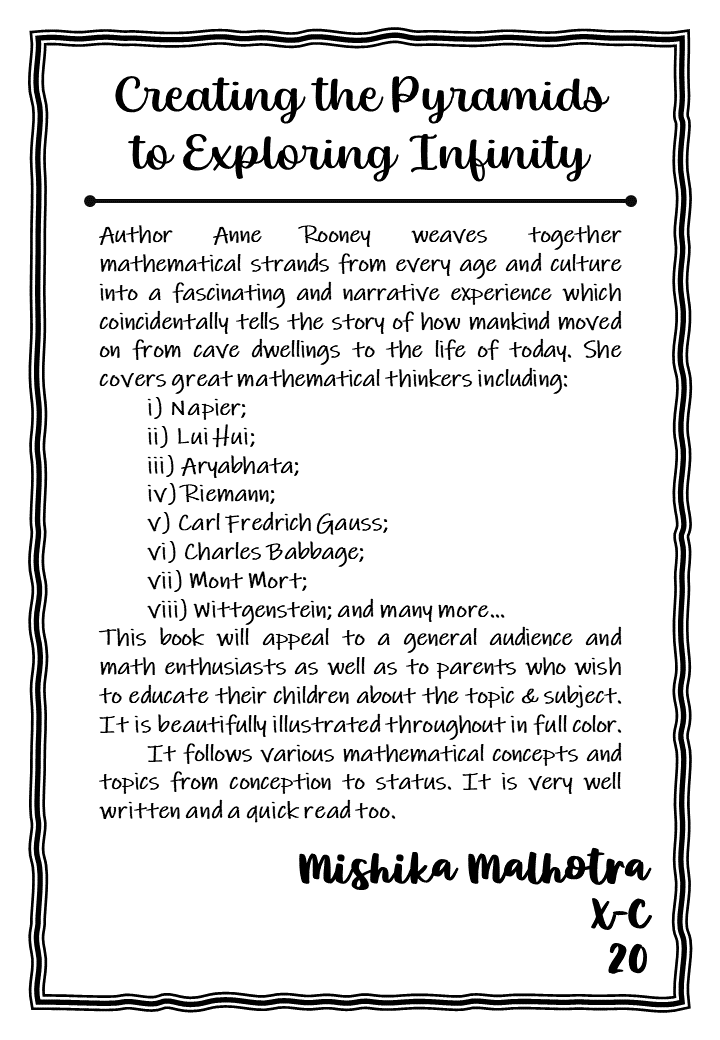 Creating the Pyramids
to Exploring Infinity
Author Anne Rooney weaves together
mathematical strands from every age and culture
into a fascinating and narrative experience which
coincidentally tells the story of how mankind moved
on from cave dwellings to the life of today. She
covers great mathematical thinkers including:
i) Napier;
ii) Lui Hui;
iii) Aryabhata;
iv) Riemann;
v) Carl Fredrich Gauss;
vi) Charles Babbage;
vii) Mont Mort;
viii) Wittgenstein; and many more...
This book will appeal to a general audience and
math enthusiasts as well as to parents who wish
to educate their children about the topic & subject.
It is beautifully illustrated throughout in full color.
It follows various mathematical concepts and
topics from conception to status. It is very well
written and a quick read too.
Mishika Malhotra
X-C
20